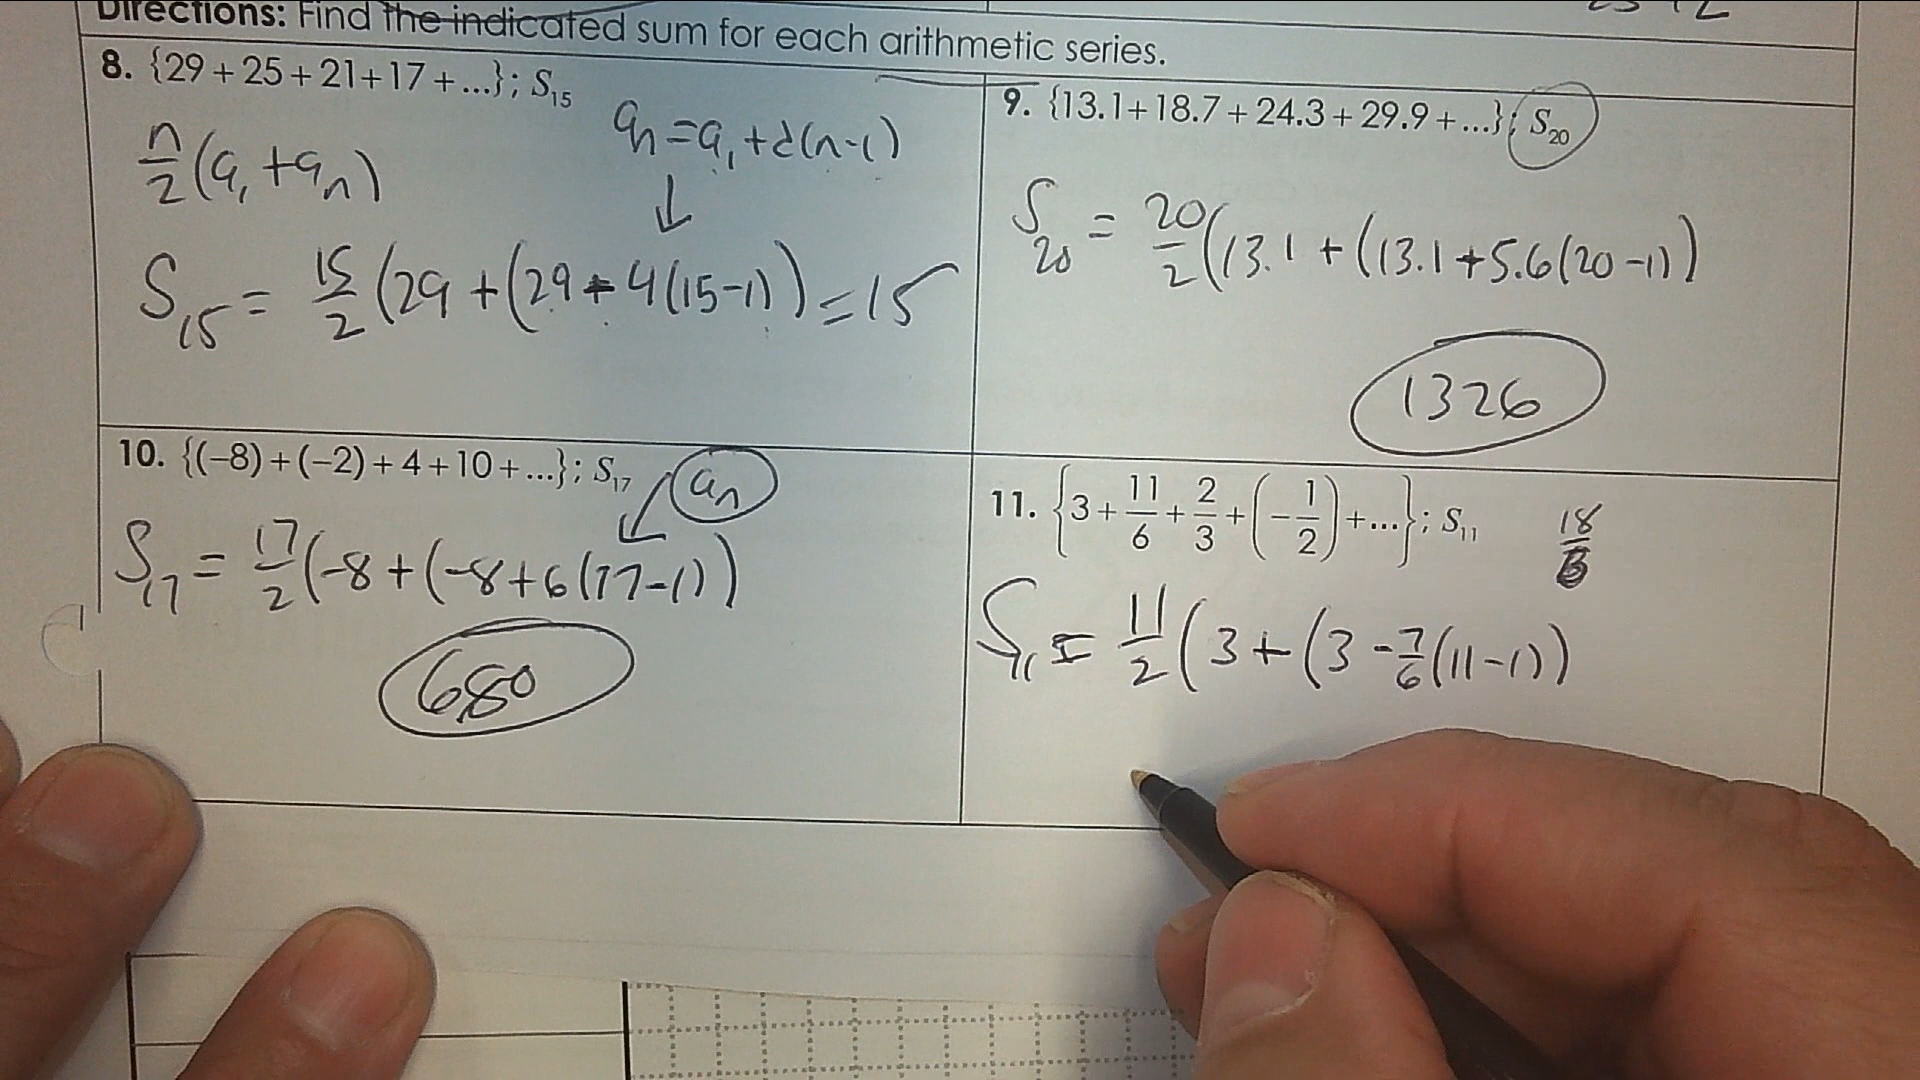 Directions: Find the indicated sum for each arithmetic series.
8. {29 + 25 + 21 + 17 + ...}; S₁₅
n/2 (a₁ + aₙ)
aₙ = a₁ + d(n-1)
↓
S₁₅ = 15/2 (29 + (29 - 4(15-1)) = 15
9. {13.1 + 18.7 + 24.3 + 29.9 + ...}; S₂₀
S₂₀ = 20/2 (13.1 + (13.1 + 5.6(20-1))
1326
10. {(-8) + (-2) + 4 + 10 + ...}; S₁₇
aₙ
S₁₇ = 17/2 (-8 + (-8 + 6(17-1))
680
11. {3 + 11/6 + 2/3 + (-1/2) + ...}; S₁₁
18/6
S₁₁ = 11/2 (3 + (3 - 7/6 (11-1))